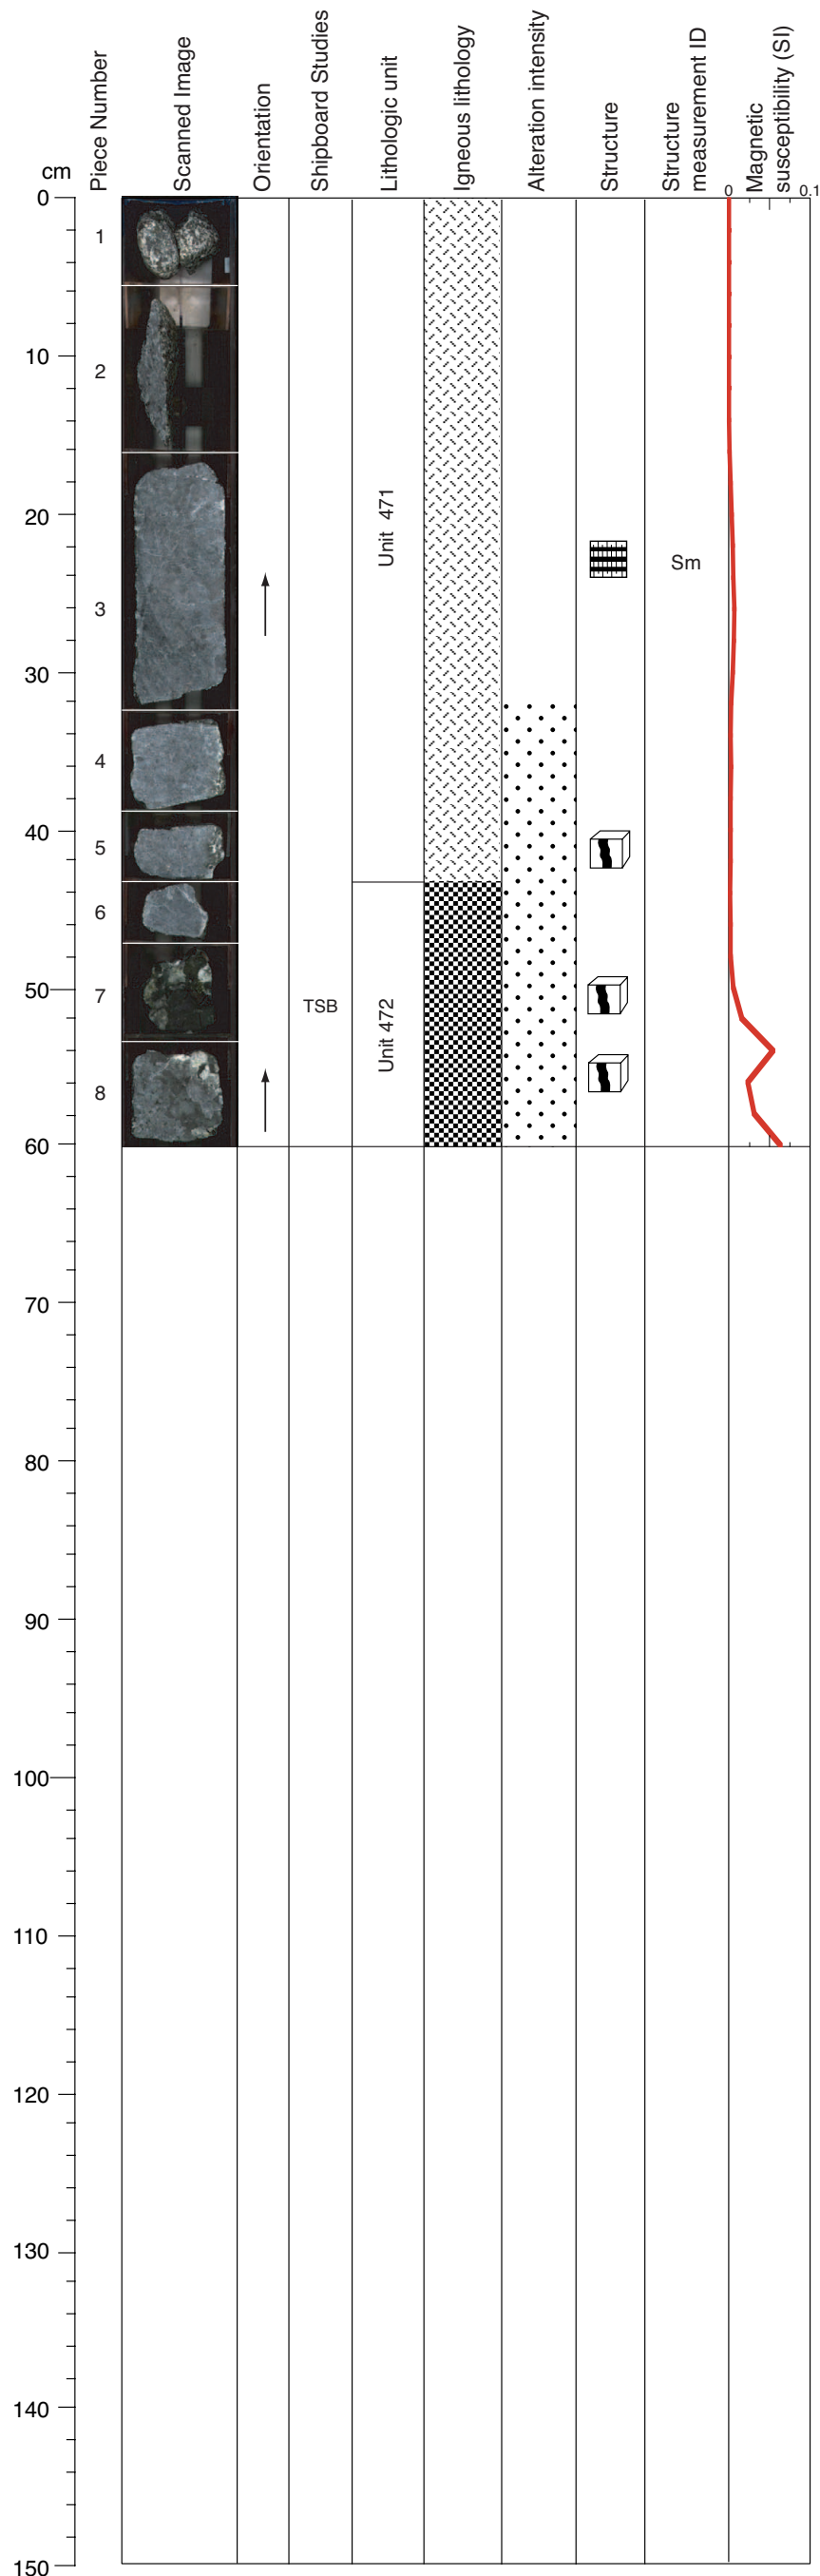 cm
Piece Number
Scanned Image
Orientation
Shipboard Studies
Lithologic unit
Igneous lithology
Alteration intensity
Structure
Structure
measurement ID
Magnetic
susceptibility (SI)
0
0.1
0
1
10
2
20
Unit 471
Sm
3
30
4
40
5
6
50
7
TSB
Unit 472
8
60
70
80
90
100
110
120
130
140
150